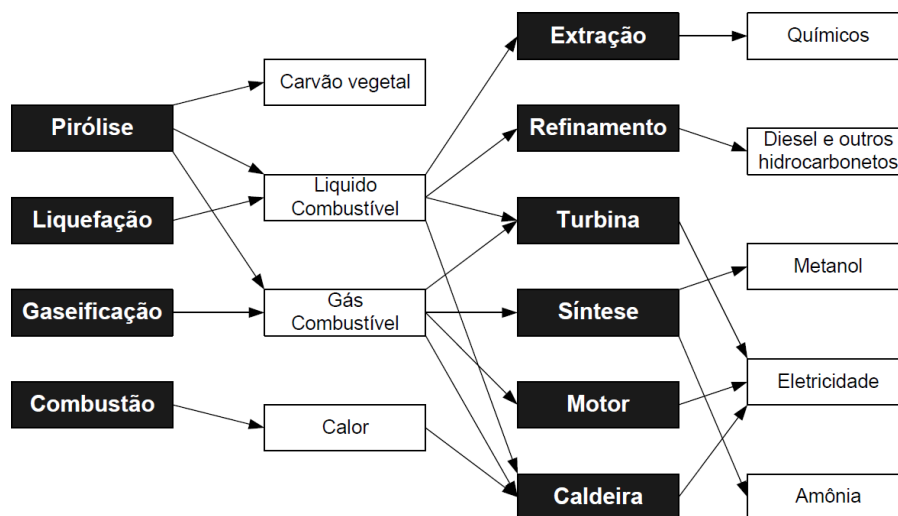 Pirólise
Liquefação
Gaseificação
Combustão
Carvão vegetal
Liquido
Combustível
Gás
Combustível
Calor
Extração
Refinamento
Turbina
Síntese
Motor
Caldeira
Químicos
Diesel e outros
hidrocarbonetos
Metanol
Eletricidade
Amônia